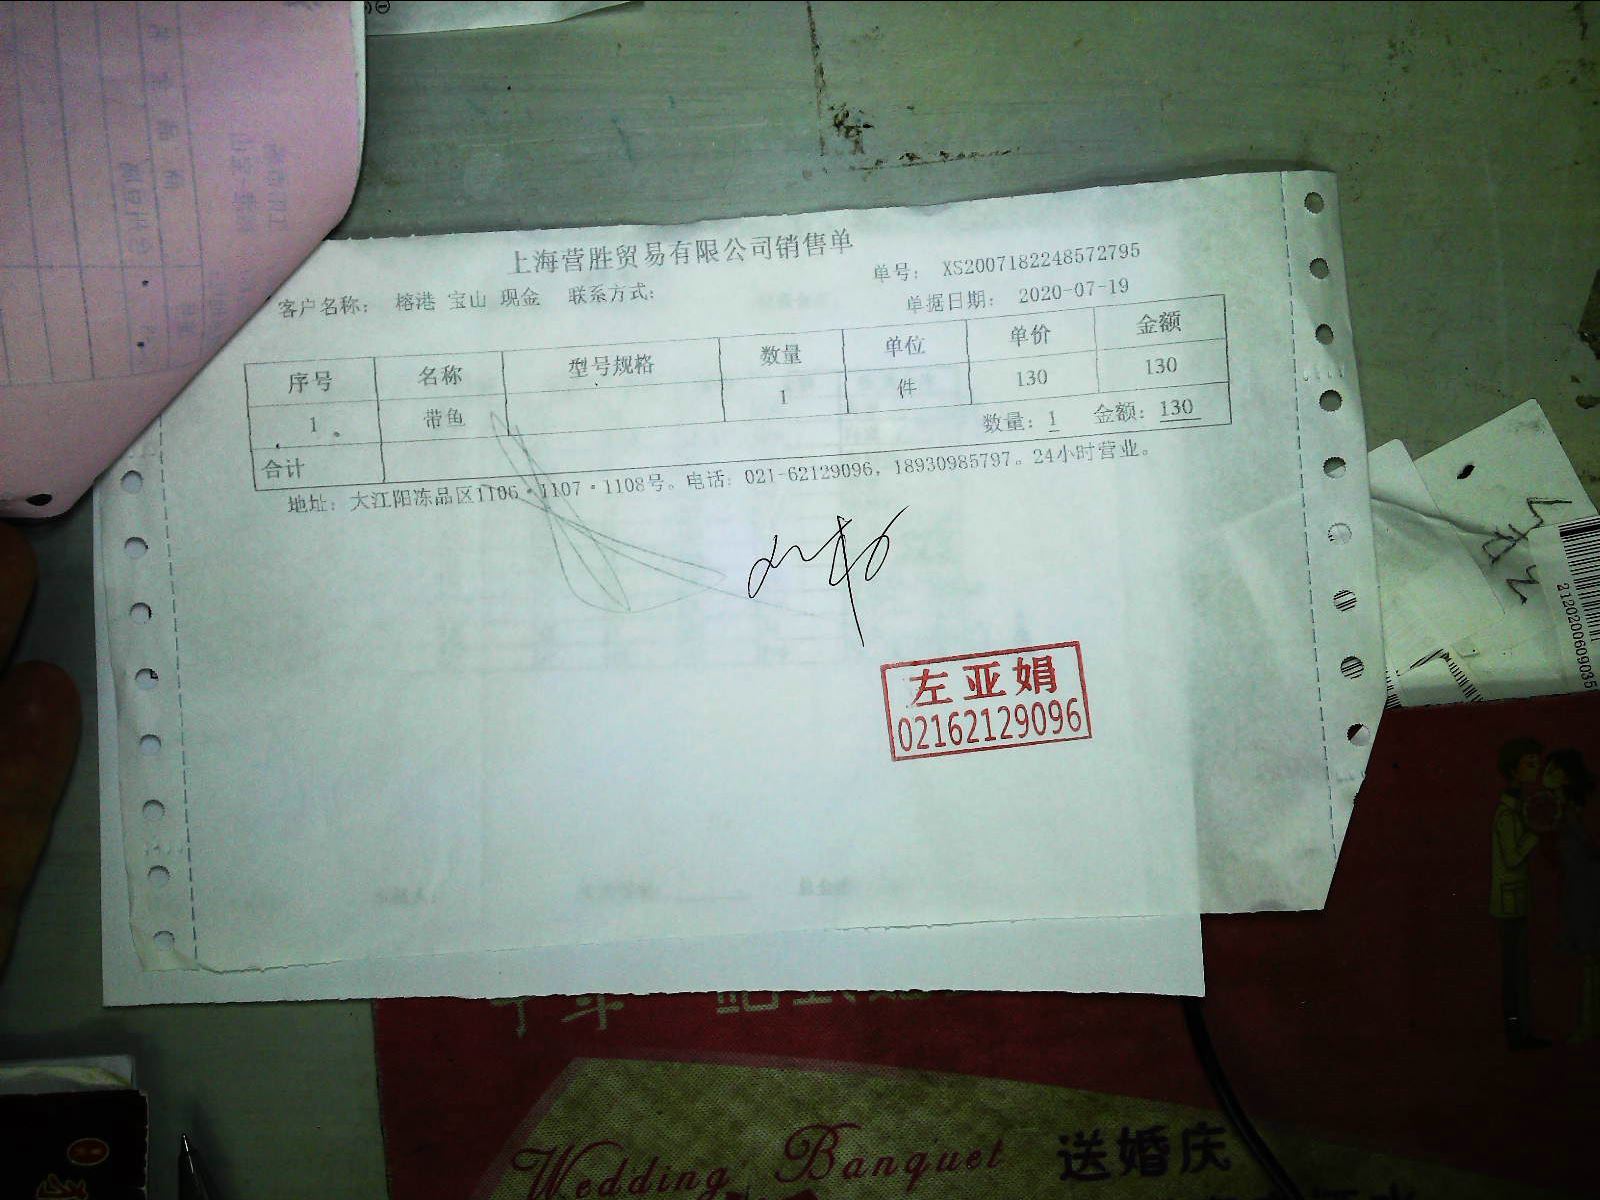 上海营胜贸易有限公司销售单
单号： XS2007182248572795
客户名称： 榕港 宝山 现金 联系方式：
单据日期： 2020-07-19
序号 名称 型号规格 数量 单位 单价 金额
1 带鱼 1 件 130 130
合计 数量：1 金额：130
地址：大江阳冻品区1106·1107·1108号。电话：021-62129096，18930985797。24小时营业。
左亚娟
02162129096
2120200609035
Wedding Banquet 送婚庆